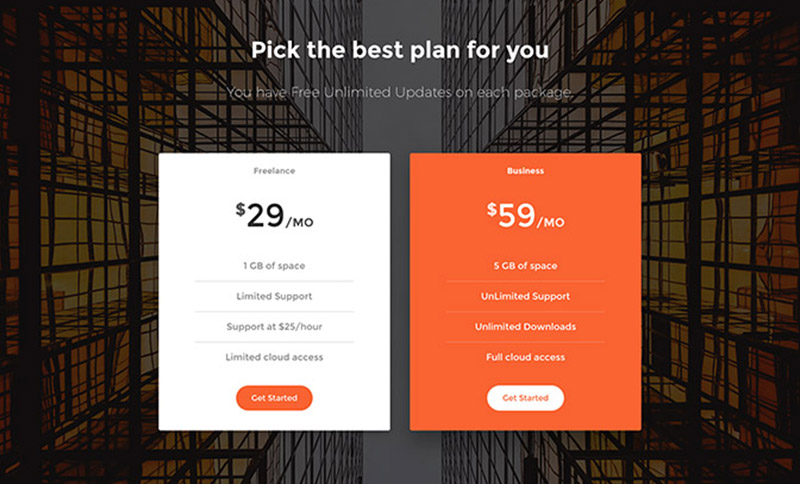 Pick the best plan for you
You have Free Unlimited Updates on each package.
Freelance
$29/MO
1 GB of space
Limited Support
Support at $25/hour
Limited cloud access
Get Started
Business
$59/MO
5 GB of space
UnLimited Support
Unlimited Downloads
Full cloud access
Get Started